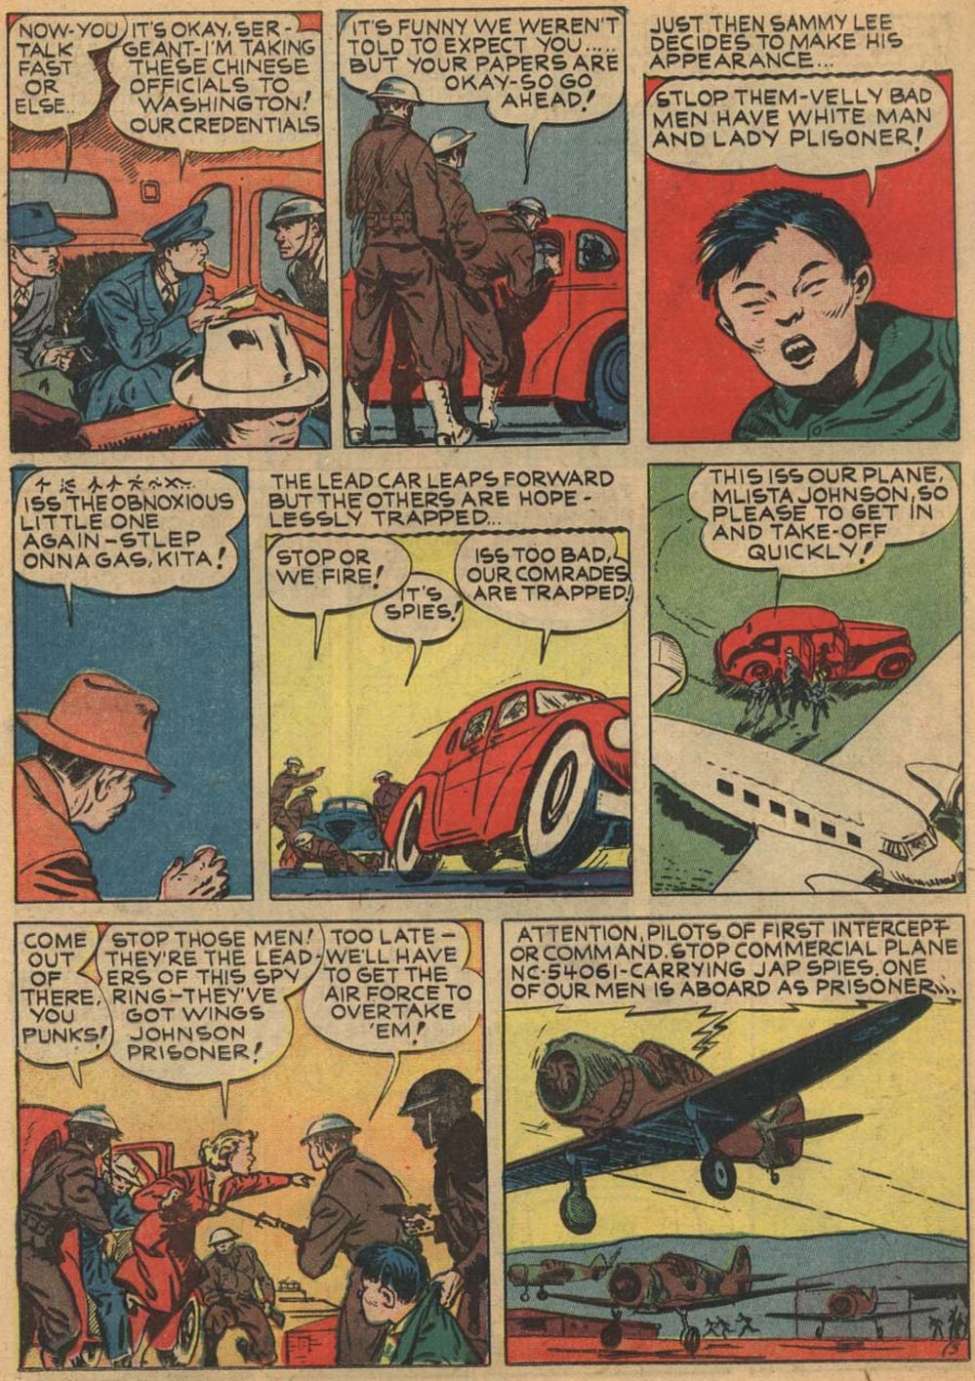 NOW-YOU
TALK
FAST
OR
ELSE..
IT'S OKAY, SER-
GEANT-I'M TAKING
THESE CHINESE
OFFICIALS TO
WASHINGTON!
OUR CREDENTIALS
IT'S FUNNY WE WEREN'T
TOLD TO EXPECT YOU.....
BUT YOUR PAPERS ARE
OKAY-SO GO
AHEAD!
JUST THEN SAMMY LEE
DECIDES TO MAKE HIS
APPEARANCE...
STLOP THEM-VELLY BAD
MEN HAVE WHITE MAN
AND LADY PLISONER!
ISS THE OBNOXIOUS
LITTLE ONE
AGAIN-STLEP
ONNA GAS, KITA!
THE LEAD CAR LEAPS FORWARD
BUT THE OTHERS ARE HOPE-
LESSLY TRAPPED...
STOP OR
WE FIRE!
IT'S
SPIES!
ISS TOO BAD,
OUR COMRADES
ARE TRAPPED!
THIS ISS OUR PLANE,
MLISTA JOHNSON, SO
PLEASE TO GET IN
AND TAKE-OFF
QUICKLY!
COME
OUT
OF
THERE,
YOU
PUNKS!
STOP THOSE MEN!
THEY'RE THE LEAD-
ERS OF THIS SPY
RING-THEY'VE
GOT WINGS
JOHNSON
PRISONER!
TOO LATE-
WE'LL HAVE
TO GET THE
AIR FORCE TO
OVERTAKE
'EM!
ATTENTION, PILOTS OF FIRST INTERCEPT-
OR COMMAND. STOP COMMERCIAL PLANE
NC-54061-CARRYING JAP SPIES. ONE
OF OUR MEN IS ABOARD AS PRISONER...